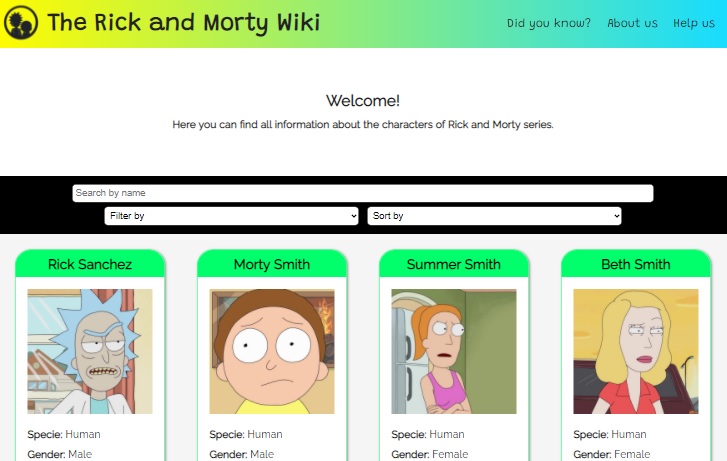 The Rick and Morty Wiki
Did you know? About us Help us
Welcome!
Here you can find all information about the characters of Rick and Morty series.
Search by name
Filter by Sort by
Rick Sanchez Morty Smith Summer Smith Beth Smith
Specie: Human Specie: Human Specie: Human Specie: Human
Gender: Male Gender: Male Gender: Female Gender: Female